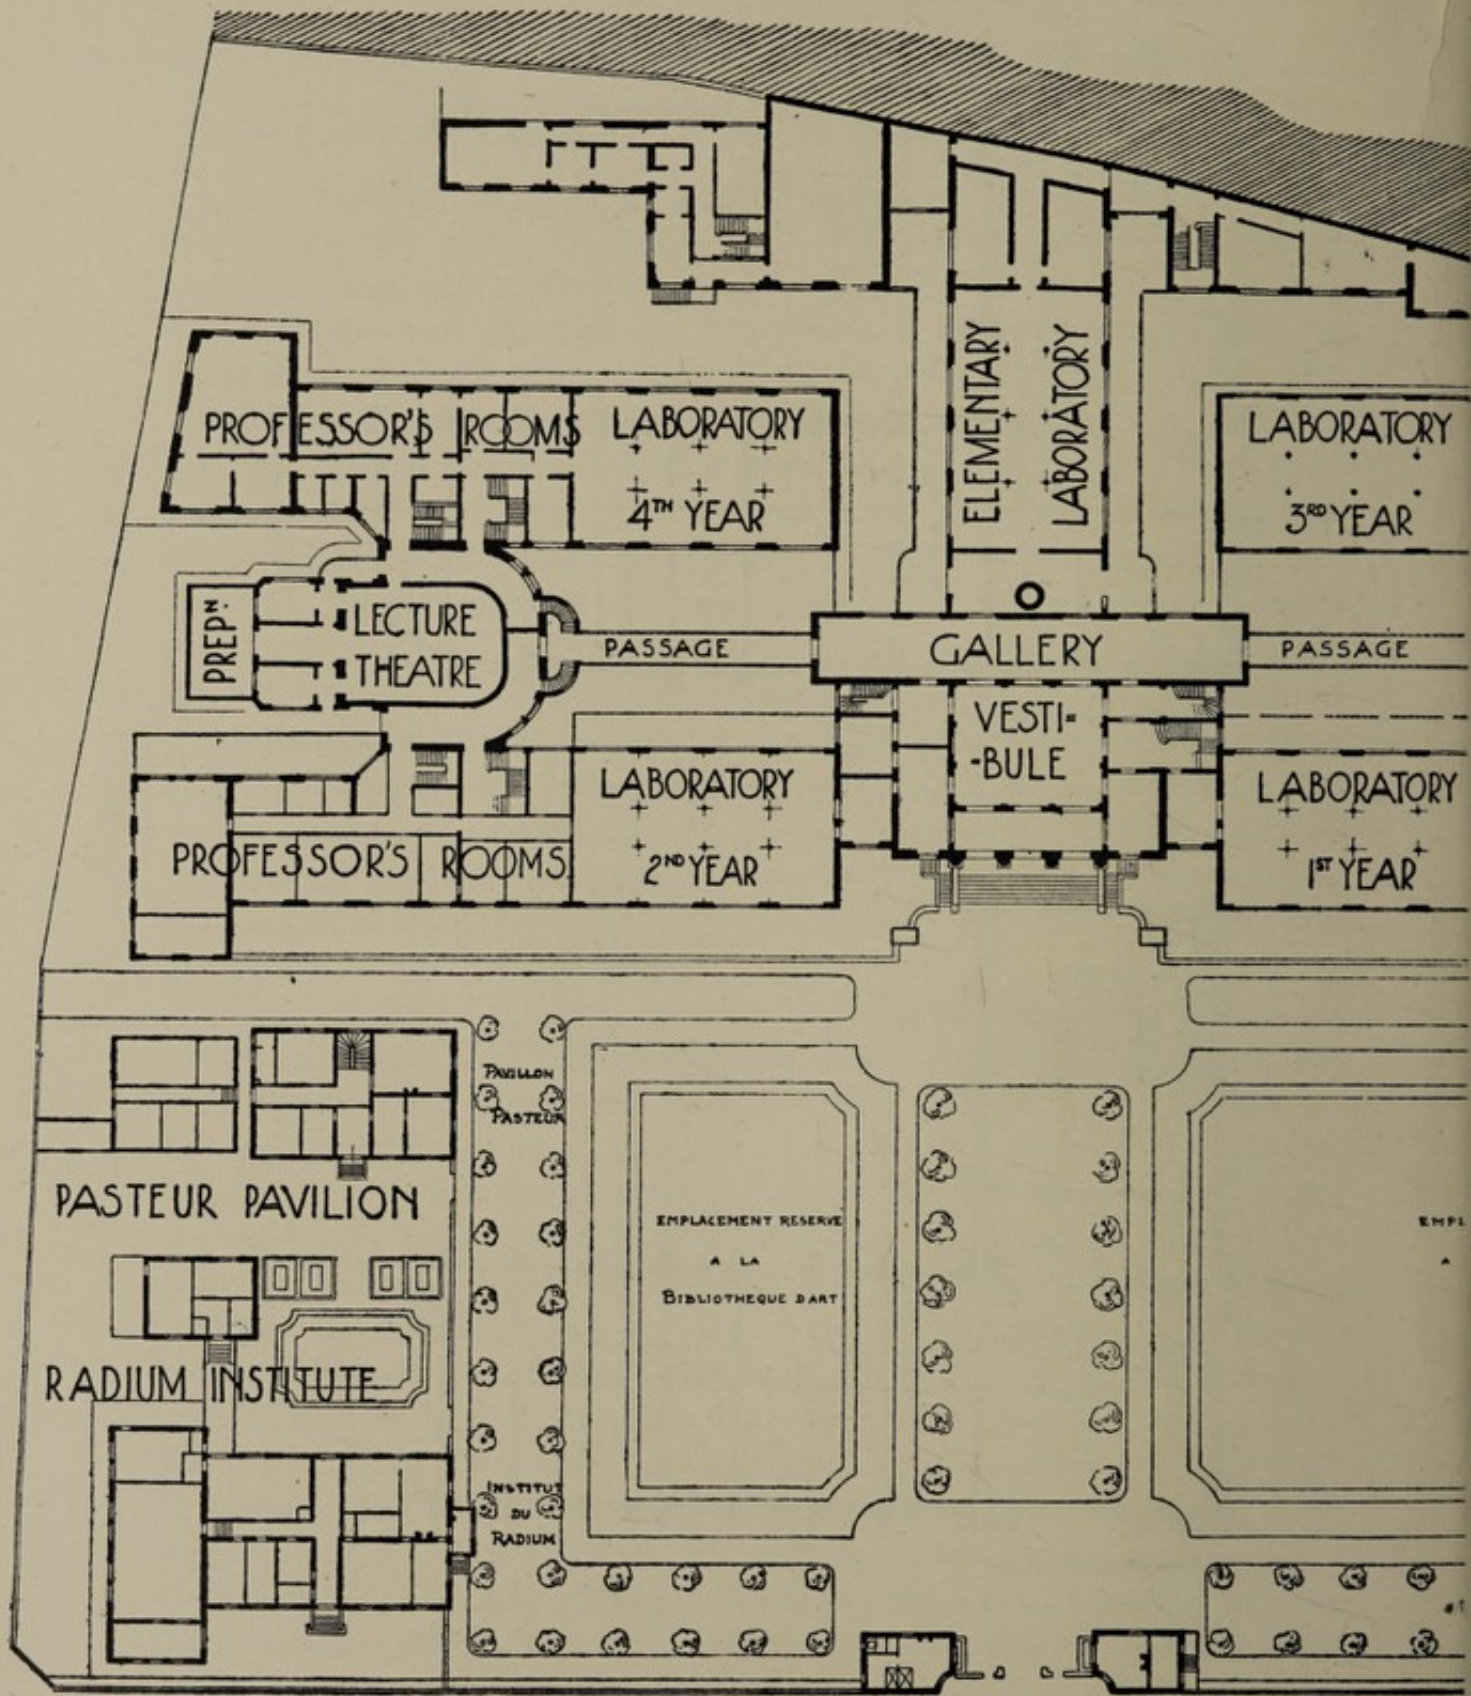 ELEMENTARY
LABORATORY
PROFESSOR'S ROOMS
LABORATORY
4TH YEAR
LABORATORY
3RD YEAR
PREPN.
LECTURE
THEATRE
PASSAGE
GALLERY
PASSAGE
VESTI=
-BULE
LABORATORY
2ND YEAR
LABORATORY
1ST YEAR
PROFESSOR'S ROOMS
PAVILLON
PASTEUR
PASTEUR PAVILION
EMPLACEMENT RESERVE
A LA
BIBLIOTHEQUE D'ART
EMPL
A
RADIUM INSTITUTE
INSTITUT
DU
RADIUM